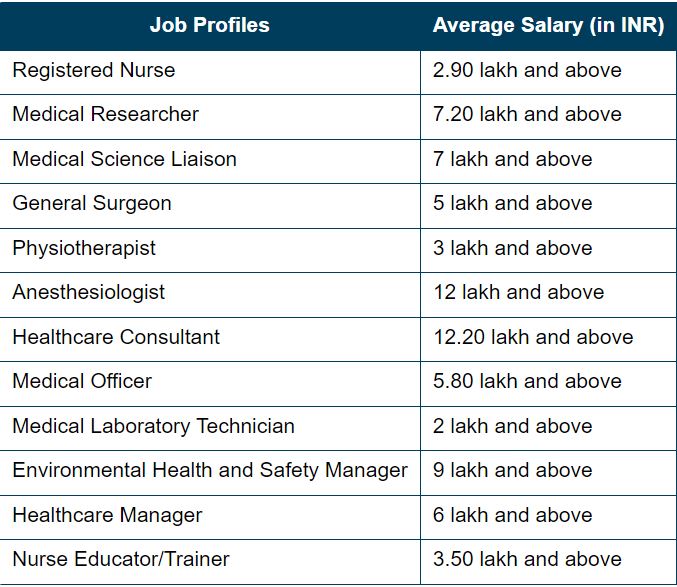 Job Profiles Average Salary (in INR)
Registered Nurse 2.90 lakh and above
Medical Researcher 7.20 lakh and above
Medical Science Liaison 7 lakh and above
General Surgeon 5 lakh and above
Physiotherapist 3 lakh and above
Anesthesiologist 12 lakh and above
Healthcare Consultant 12.20 lakh and above
Medical Officer 5.80 lakh and above
Medical Laboratory Technician 2 lakh and above
Environmental Health and Safety Manager 9 lakh and above
Healthcare Manager 6 lakh and above
Nurse Educator/Trainer 3.50 lakh and above